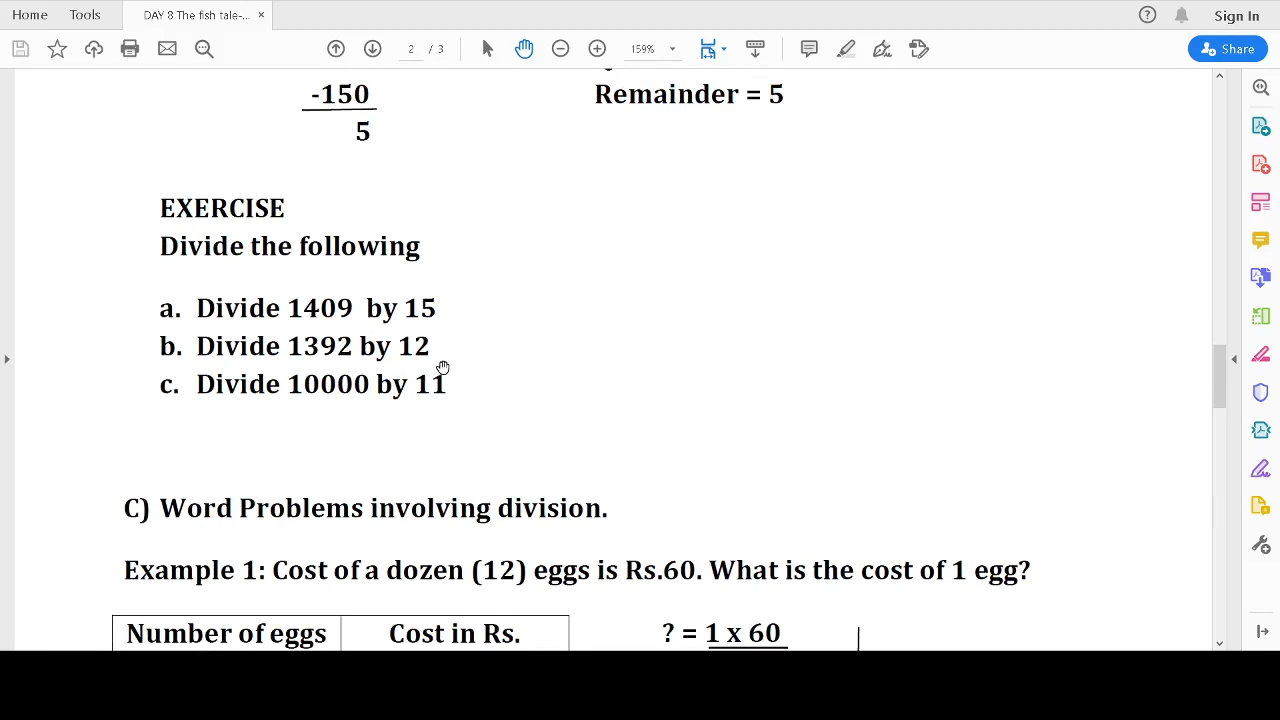 Home Tools DAY 8 The fish tale-... × Sign In
2 / 3 159% Share
-150 Remainder = 5
5
EXERCISE
Divide the following
a. Divide 1409 by 15
b. Divide 1392 by 12
c. Divide 10000 by 11
C) Word Problems involving division.
Example 1: Cost of a dozen (12) eggs is Rs.60. What is the cost of 1 egg?
Number of eggs Cost in Rs. ? = 1 x 60